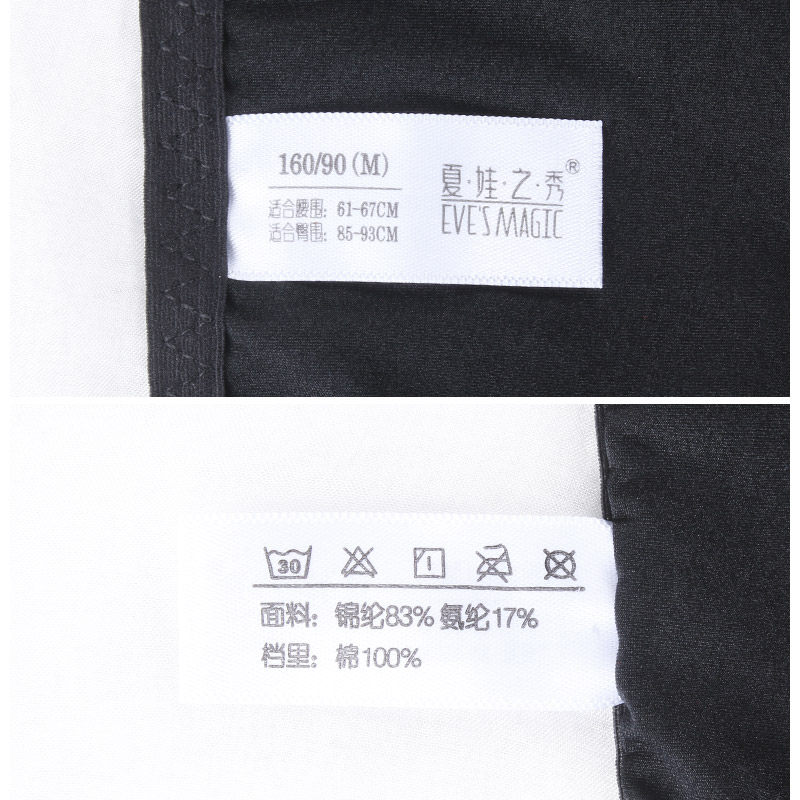 160/90(M)
适合腰围: 61-67CM
适合臀围: 85-93CM
夏·娃·之·秀®
EVE'S MAGIC
30
面料: 锦纶83% 氨纶17%
档里: 棉100%